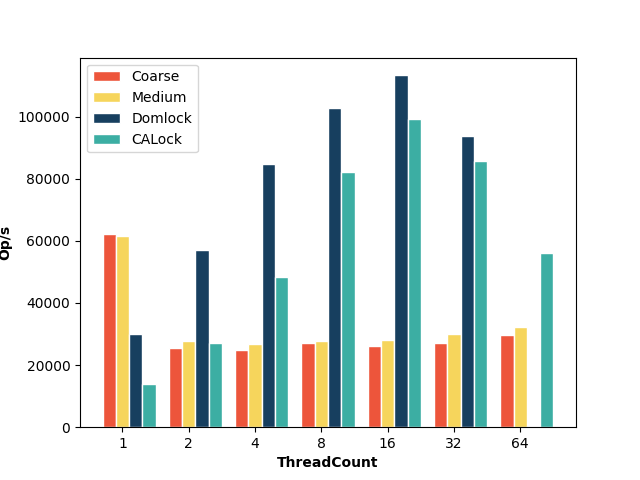 Coarse
Medium
Domlock
CALock
100000
80000
60000
40000
20000
0
Op/s
1 2 4 8 16 32 64
ThreadCount